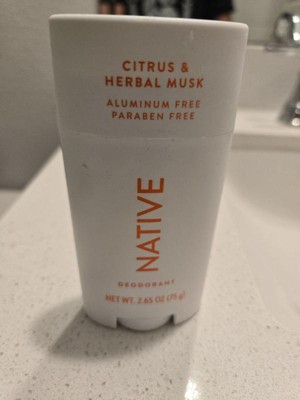 CITRUS &
HERBAL MUSK
ALUMINUM FREE
PARABEN FREE
NATIVE
DEODORANT
NET WT. 2.65 OZ (75 g)